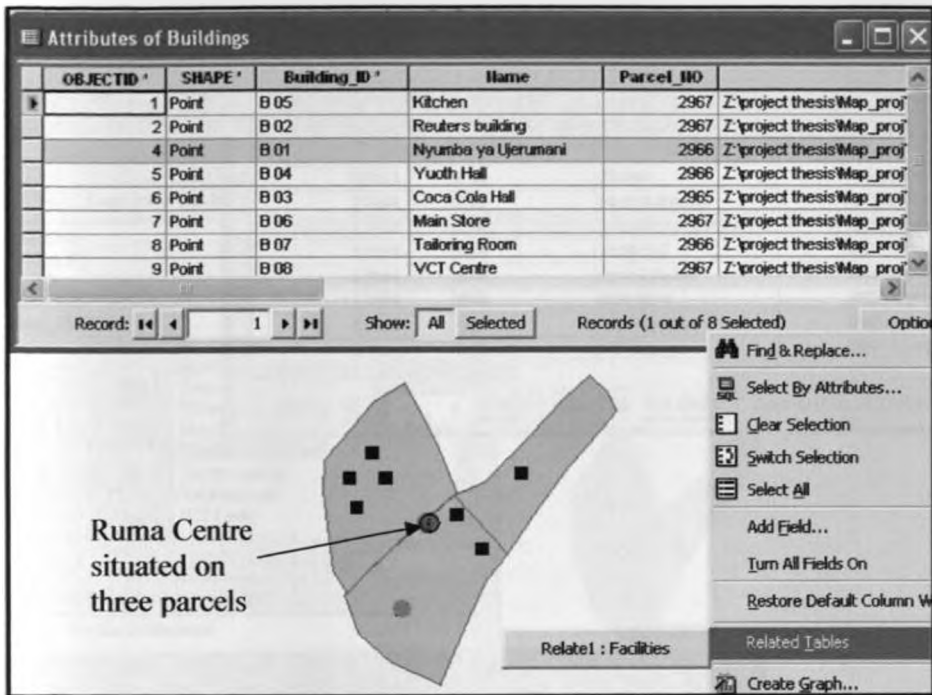 Attributes of Buildings
OBJECTID * SHAPE * Building_ID * Name Parcel_NO
1 Point B 05 Kitchen 2967 Z:\project thesis\Map_proj\
2 Point B 02 Reuters building 2967 Z:\project thesis\Map_proj\
4 Point B 01 Nyumba ya Ujerumani 2966 Z:\project thesis\Map_proj\
5 Point B 04 Yuoth Hall 2966 Z:\project thesis\Map_proj\
6 Point B 03 Coca Cola Hall 2965 Z:\project thesis\Map_proj\
7 Point B 06 Main Store 2967 Z:\project thesis\Map_proj\
8 Point B 07 Tailoring Room 2966 Z:\project thesis\Map_proj\
9 Point B 08 VCT Centre 2967 Z:\project thesis\Map_proj\
Record: 1 Show: All Selected Records (1 out of 8 Selected) Optio
Find & Replace...
SQL Select By Attributes...
Clear Selection
Switch Selection
Select All
Add Field...
Turn All Fields On
Restore Default Column W
Related Tables
Create Graph...
Relate1 : Facilities
Ruma Centre
situated on
three parcels